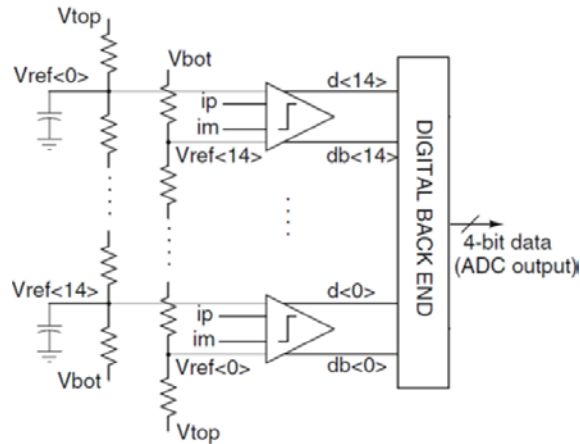 Vtop
Vbot
Vref<0>
d<14>
ip
im
Vref<14>
db<14>
DIGITAL BACK END
4-bit data
(ADC output)
Vref<14>
d<0>
ip
im
Vref<0>
db<0>
Vbot
Vtop